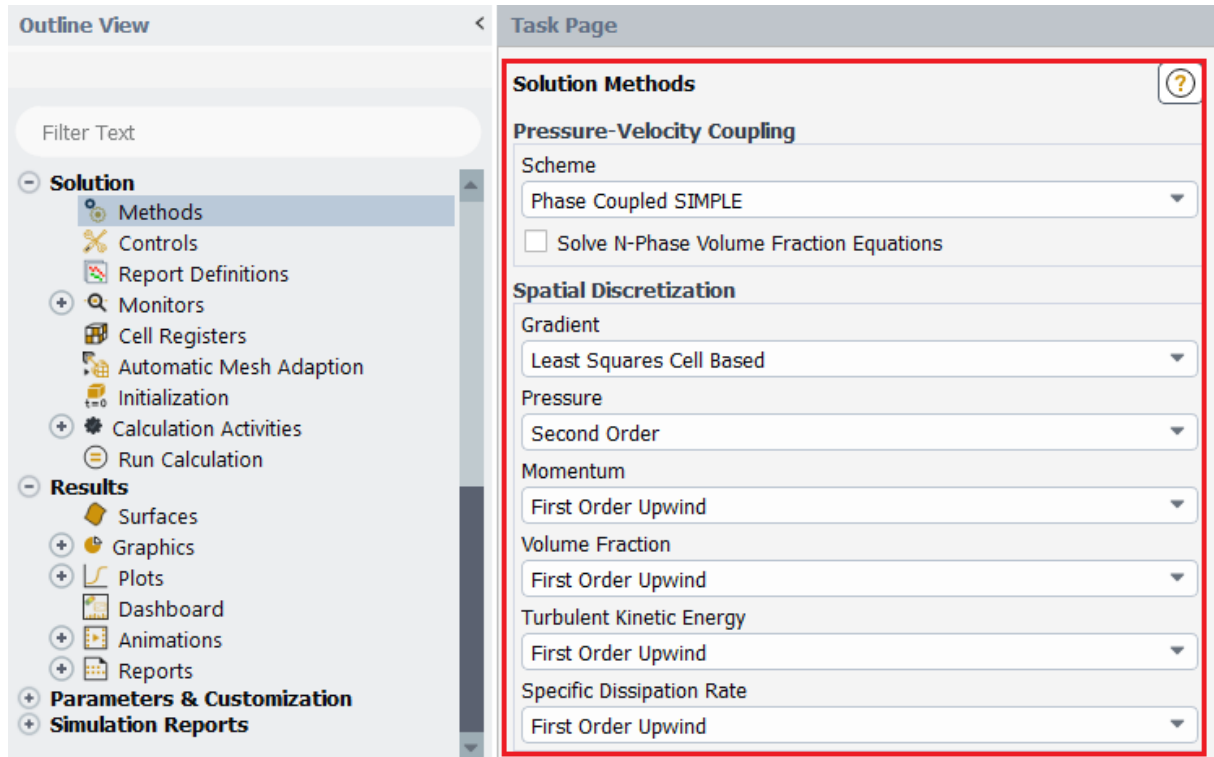 Outline View
<
Filter Text
Solution
Methods
Controls
Report Definitions
Monitors
Cell Registers
Automatic Mesh Adaption
t=0 Initialization
Calculation Activities
Run Calculation
Results
Surfaces
Graphics
Plots
Dashboard
Animations
Reports
Parameters & Customization
Simulation Reports
Task Page
Solution Methods
?
Pressure-Velocity Coupling
Scheme
Phase Coupled SIMPLE
Solve N-Phase Volume Fraction Equations
Spatial Discretization
Gradient
Least Squares Cell Based
Pressure
Second Order
Momentum
First Order Upwind
Volume Fraction
First Order Upwind
Turbulent Kinetic Energy
First Order Upwind
Specific Dissipation Rate
First Order Upwind